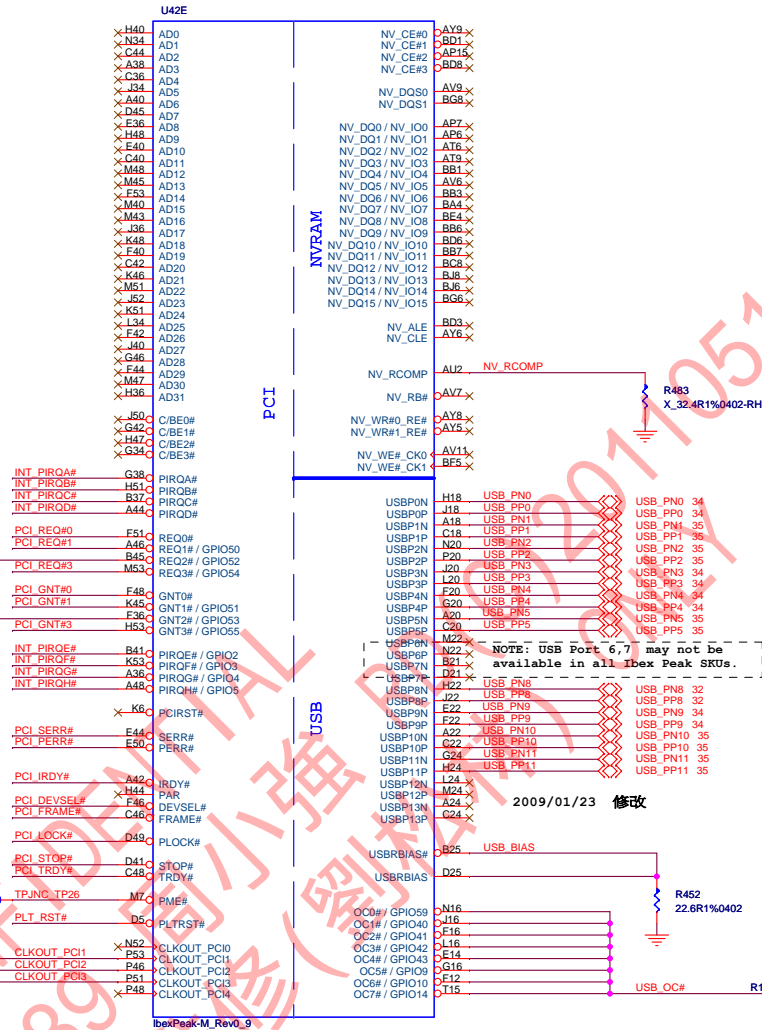 U42E
H40 AD0
N34 AD1
C44 AD2
A38 AD3
C36 AD4
J34 AD5
A40 AD6
D45 AD7
E36 AD8
H48 AD9
E40 AD10
C40 AD11
M48 AD12
M45 AD13
F53 AD14
M40 AD15
M43 AD16
J36 AD17
K48 AD18
F40 AD19
C42 AD20
K46 AD21
M51 AD22
J52 AD23
K51 AD24
L34 AD25
F42 AD26
J40 AD27
G46 AD28
F44 AD29
M47 AD30
H36 AD31
J50 C/BE0#
G42 C/BE1#
H47 C/BE2#
G34 C/BE3#
INT_PIRQA# G38 PIRQA#
INT_PIRQB# H51 PIRQB#
INT_PIRQC# B37 PIRQC#
INT_PIRQD# A44 PIRQD#
PCI_REQ#0 F51 REQ0#
PCI_REQ#1 A46 REQ1# / GPIO50
B45 REQ2# / GPIO52
PCI_REQ#3 M53 REQ3# / GPIO54
PCI_GNT#0 F48 GNT0#
PCI_GNT#1 K45 GNT1# / GPIO51
F36 GNT2# / GPIO53
PCI_GNT#3 H53 GNT3# / GPIO55
INT_PIRQE# B41 PIRQE# / GPIO2
INT_PIRQF# K53 PIRQF# / GPIO3
INT_PIRQG# A36 PIRQG# / GPIO4
INT_PIRQH# A48 PIRQH# / GPIO5
K6 PCIRST#
PCI_SERR# E44 SERR#
PCI_PERR# E50 PERR#
PCI_IRDY# A42 IRDY#
H44 PAR
PCI_DEVSEL# F46 DEVSEL#
PCI_FRAME# C46 FRAME#
PCI_LOCK# D49 PLOCK#
PCI_STOP# D41 STOP#
PCI_TRDY# C48 TRDY#
TPJNC_TP26 M7 PME#
PLT_RST# D5 PLTRST#
N52 CLKOUT_PCI0
CLKOUT_PCI1 P53 CLKOUT_PCI1
CLKOUT_PCI2 P46 CLKOUT_PCI2
CLKOUT_PCI3 P51 CLKOUT_PCI3
P48 CLKOUT_PCI4
IbexPeak-M_Rev0_9
PCI
NVRAM
USB
NV_CE#0 AY9
NV_CE#1 BD1
NV_CE#2 AP15
NV_CE#3 BD8
NV_DQS0 AV9
NV_DQS1 BG8
NV_DQ0 / NV_IO0 AP7
NV_DQ1 / NV_IO1 AP6
NV_DQ2 / NV_IO2 AT6
NV_DQ3 / NV_IO3 AT9
NV_DQ4 / NV_IO4 BB1
NV_DQ5 / NV_IO5 AV6
NV_DQ6 / NV_IO6 BB3
NV_DQ7 / NV_IO7 BA4
NV_DQ8 / NV_IO8 BE4
NV_DQ9 / NV_IO9 BB6
NV_DQ10 / NV_IO10 BD6
NV_DQ11 / NV_IO11 BB7
NV_DQ12 / NV_IO12 BC8
NV_DQ13 / NV_IO13 BJ8
NV_DQ14 / NV_IO14 BJ6
NV_DQ15 / NV_IO15 BG6
NV_ALE BD3
NV_CLE AY6
NV_RCOMP AU2 NV_RCOMP
R483
X_32.4R1%0402-RH
NV_RB# AV7
NV_WR#0_RE# AY8
NV_WR#1_RE# AY5
NV_WE#_CK0 AV11
NV_WE#_CK1 BF5
USBP0N H18 USB_PN0 USB_PN0 34
USBP0P J18 USB_PP0 USB_PP0 34
USBP1N A18 USB_PN1 USB_PN1 35
USBP1P C18 USB_PP1 USB_PP1 35
USBP2N N20 USB_PN2 USB_PN2 35
USBP2P P20 USB_PP2 USB_PP2 35
USBP3N J20 USB_PN3 USB_PN3 34
USBP3P L20 USB_PP3 USB_PP3 34
USBP4N F20 USB_PN4 USB_PN4 34
USBP4P G20 USB_PP4 USB_PP4 34
USBP5N A20 USB_PN5 USB_PN5 35
USBP5P C20 USB_PP5 USB_PP5 35
USBP6N M22
USBP6P N22
USBP7N B21
USBP7P D21
NOTE: USB Port 6,7 may not be
available in all Ibex Peak SKUs.
USBP8N H22 USB_PN8 USB_PN8 32
USBP8P J22 USB_PP8 USB_PP8 32
USBP9N E22 USB_PN9 USB_PN9 34
USBP9P F22 USB_PP9 USB_PP9 34
USBP10N A22 USB_PN10 USB_PN10 35
USBP10P C22 USB_PP10 USB_PP10 35
USBP11N G24 USB_PN11 USB_PN11 35
USBP11P H24 USB_PP11 USB_PP11 35
USBP12N L24
USBP12P M24
USBP13N A24
USBP13P C24
2009/01/23 修改
USBRBIAS# B25 USB_BIAS
USBRBIAS D25
R452
22.6R1%0402
OC0# / GPIO59 N16
OC1# / GPIO40 J16
OC2# / GPIO41 F16
OC3# / GPIO42 L16
OC4# / GPIO43 E14
OC5# / GPIO9 G16
OC6# / GPIO10 F12
OC7# / GPIO14 T15 USB_OC#
R1
周小強
修(劉松林)ONLY